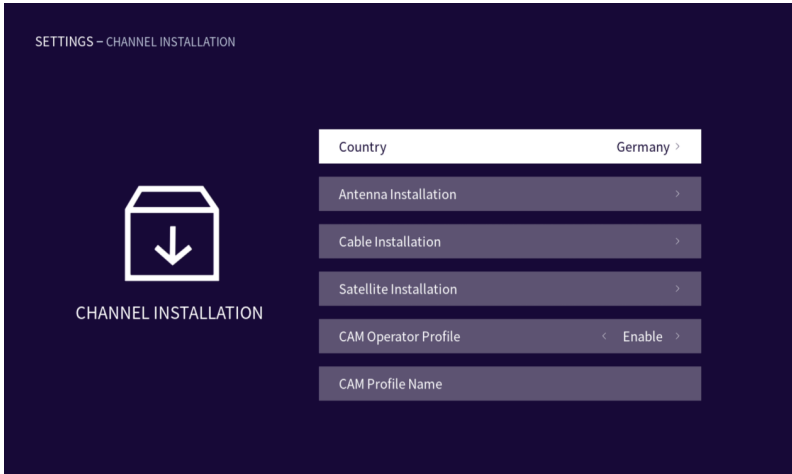 SETTINGS – CHANNEL INSTALLATION
Country Germany
Antenna Installation
Cable Installation
Satellite Installation
CHANNEL INSTALLATION
CAM Operator Profile Enable
CAM Profile Name